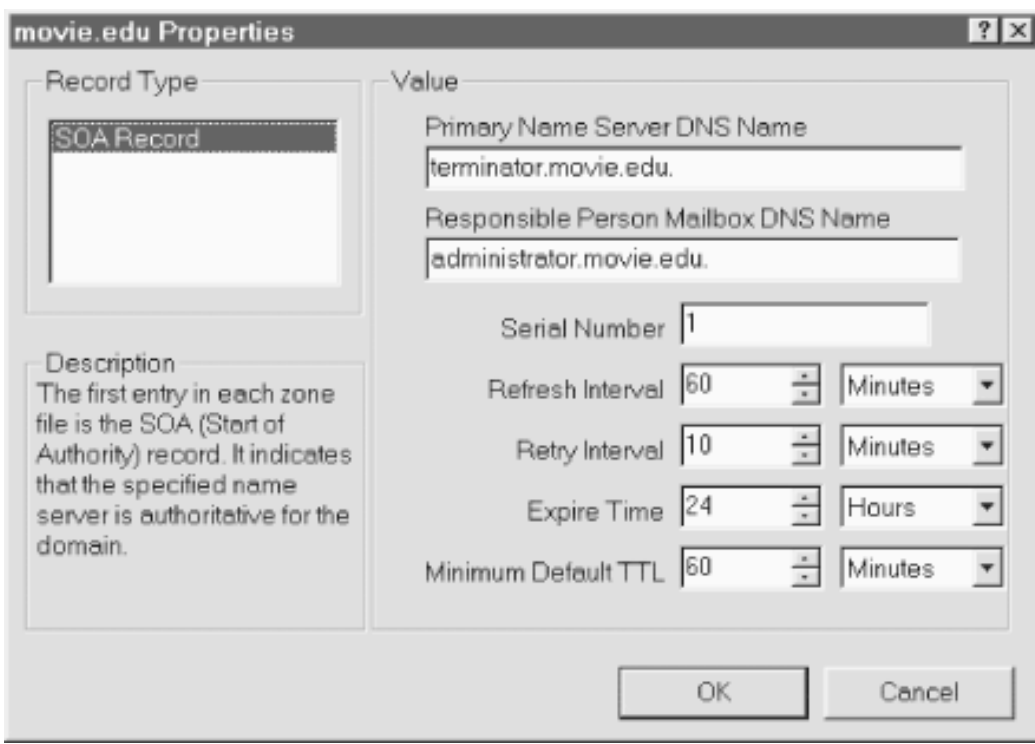 movie.edu Properties
Record Type
SOA Record
Description
The first entry in each zone
file is the SOA (Start of
Authority) record. It indicates
that the specified name
server is authoritative for the
domain.
Value
Primary Name Server DNS Name
terminator.movie.edu.
Responsible Person Mailbox DNS Name
administrator.movie.edu.
Serial Number 1
Refresh Interval 60 Minutes
Retry Interval 10 Minutes
Expire Time 24 Hours
Minimum Default TTL 60 Minutes
OK Cancel